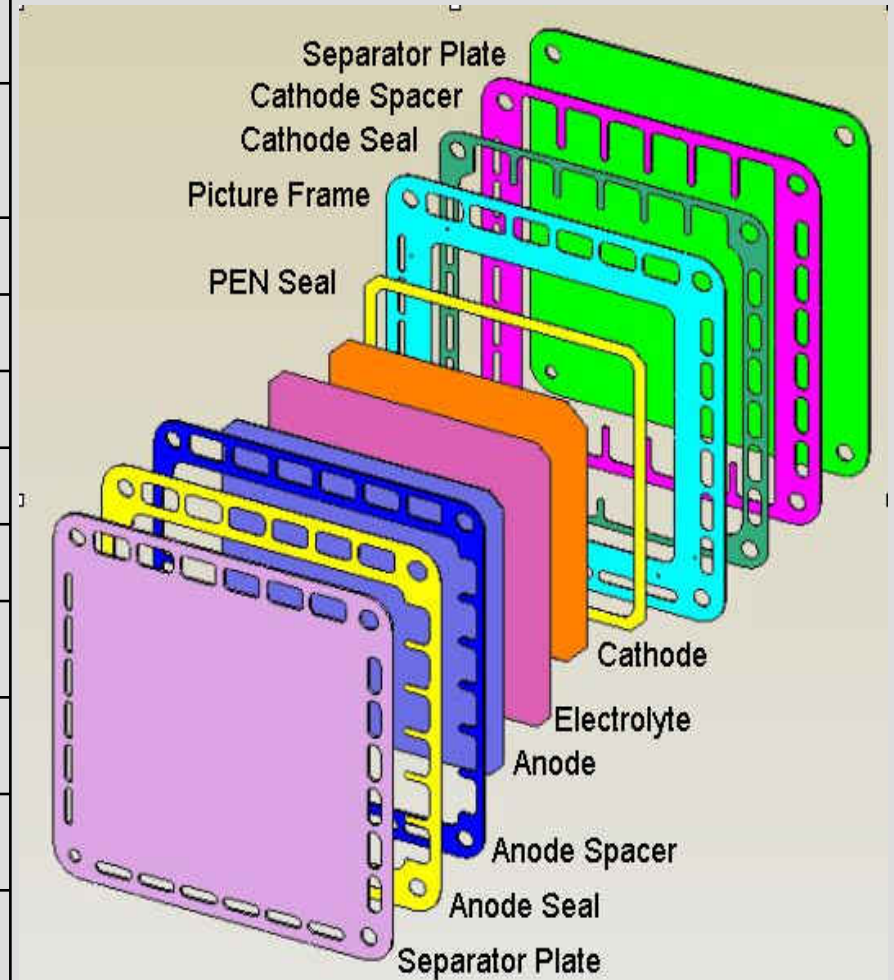 Separator Plate
Cathode Spacer
Cathode Seal
Picture Frame
PEN Seal
Cathode
Electrolyte
Anode
Anode Spacer
Anode Seal
Separator Plate